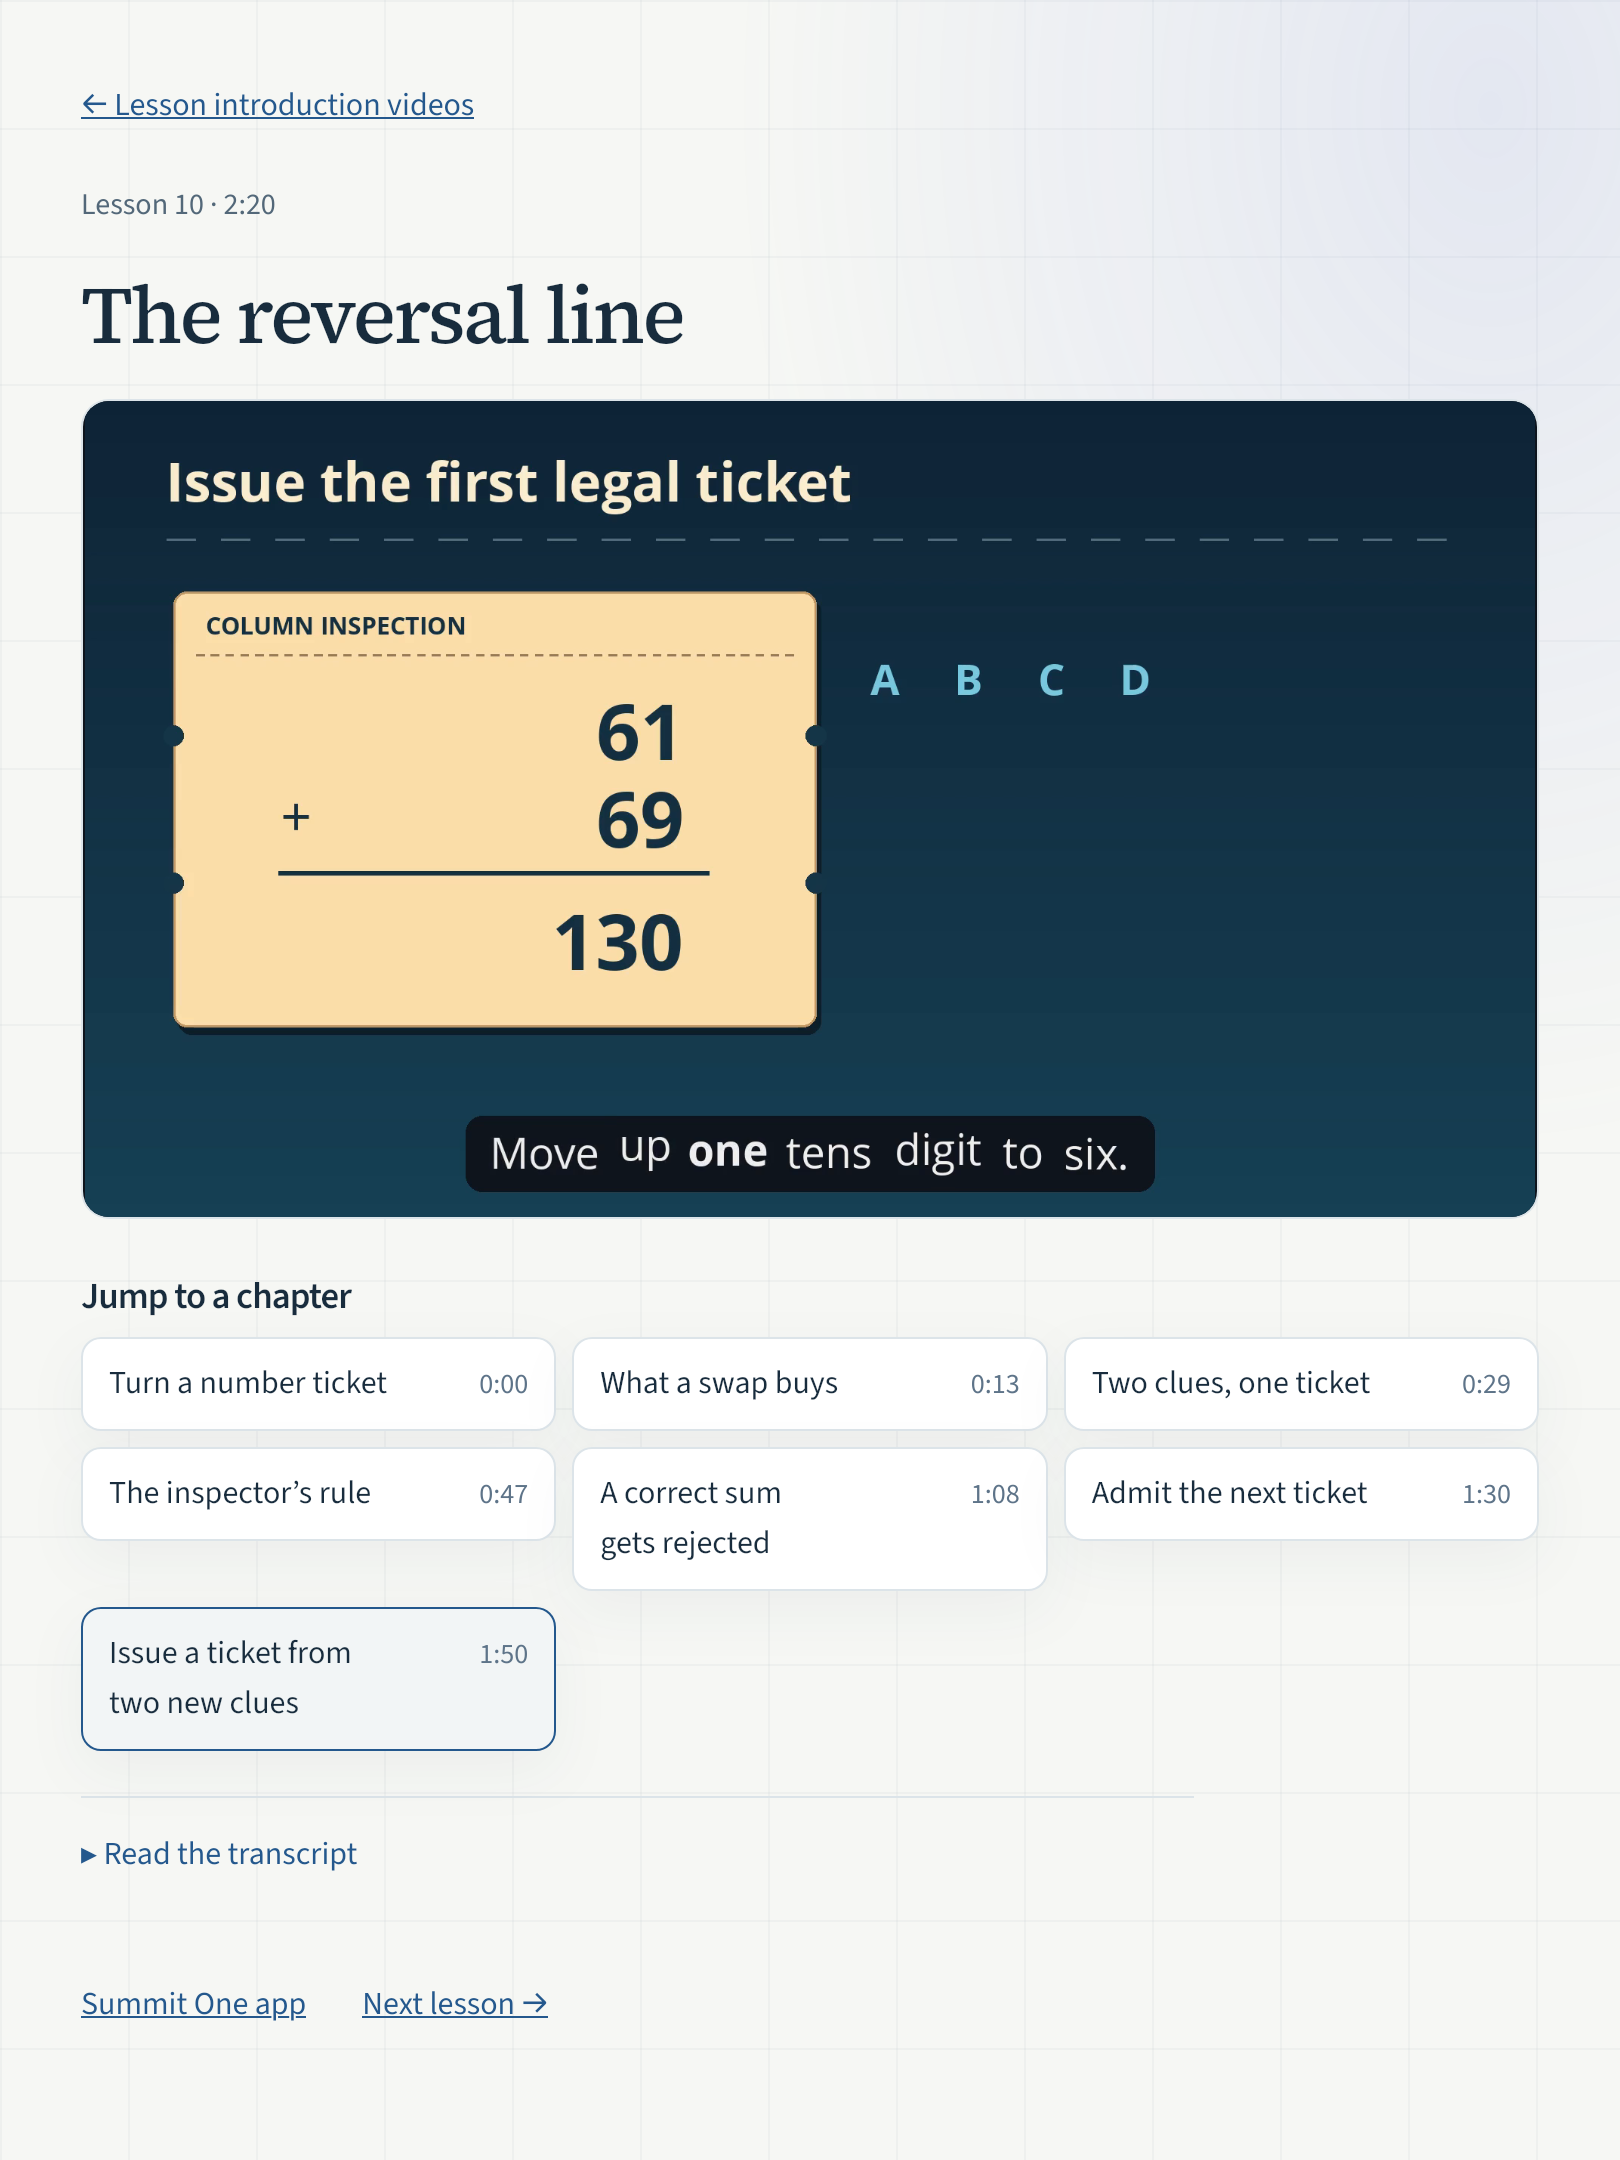 ← Lesson introduction videos
Lesson 10 · 2:20
The reversal line
Issue the first legal ticket
COLUMN INSPECTION
61
+ 69
130
A B C D
Move up one tens digit to six.
Jump to a chapter
Turn a number ticket 0:00
What a swap buys 0:13
Two clues, one ticket 0:29
The inspector’s rule 0:47
A correct sum 1:08
gets rejected
Admit the next ticket 1:30
Issue a ticket from 1:50
two new clues
▸ Read the transcript
Summit One app Next lesson →